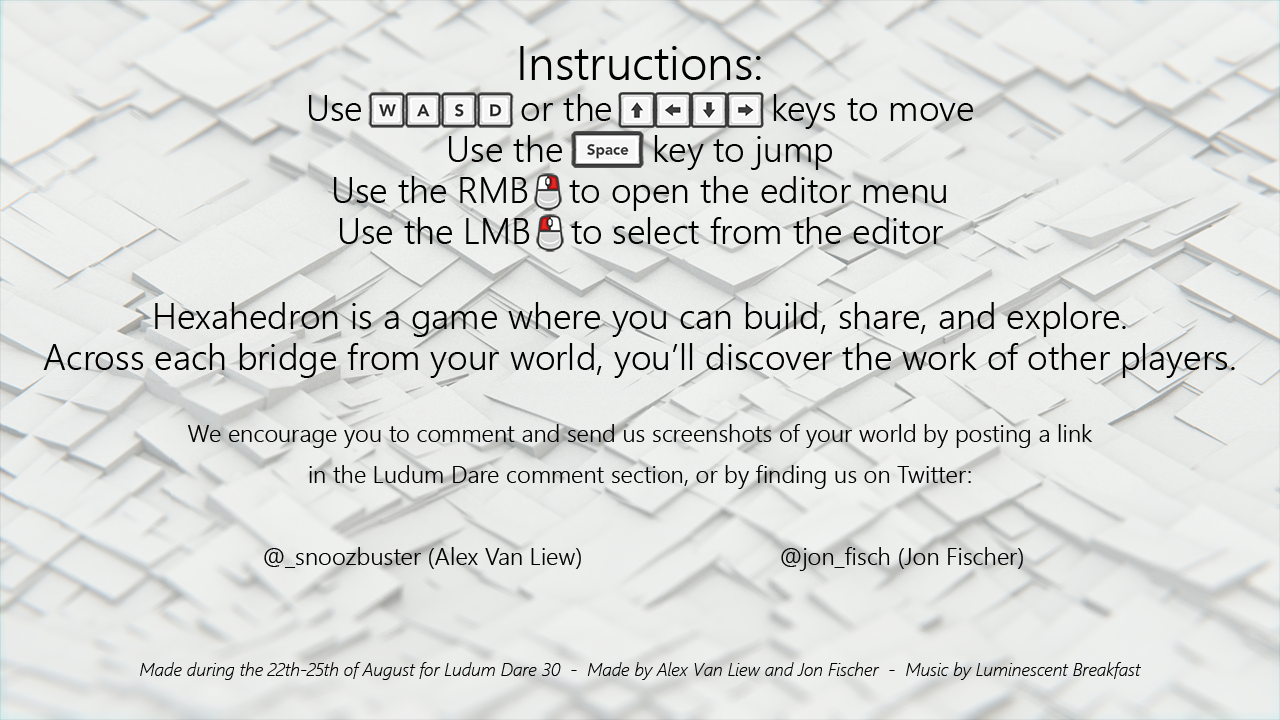 Instructions:
Use W A S D or the ↑ ← ↓ → keys to move
Use the Space key to jump
Use the RMB to open the editor menu
Use the LMB to select from the editor
Hexahedron is a game where you can build, share, and explore.
Across each bridge from your world, you’ll discover the work of other players.
We encourage you to comment and send us screenshots of your world by posting a link
in the Ludum Dare comment section, or by finding us on Twitter:
@_snoozbuster (Alex Van Liew) @jon_fisch (Jon Fischer)
Made during the 22th-25th of August for Ludum Dare 30 - Made by Alex Van Liew and Jon Fischer - Music by Luminescent Breakfast